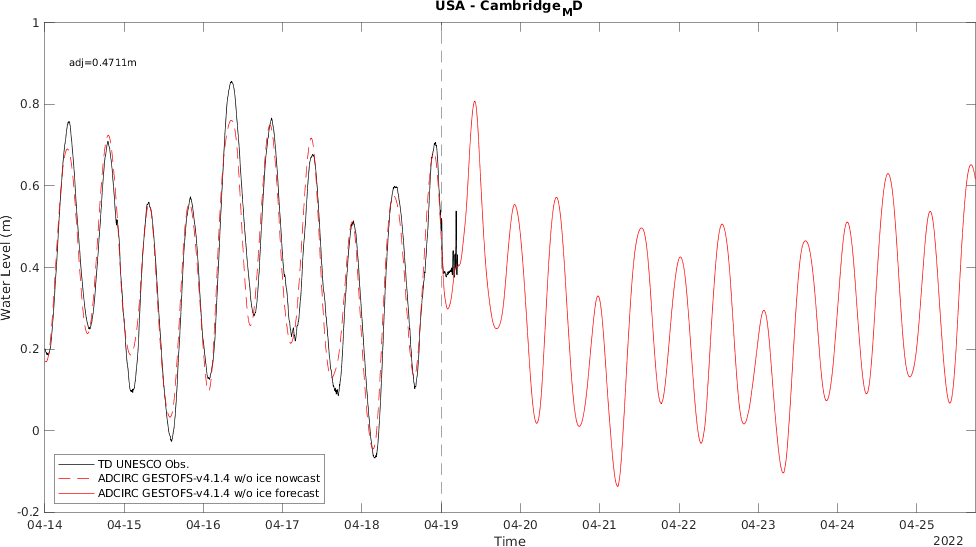 USA - Cambridge_MD
1
adj=0.4711m
0.8
0.6
0.4
0.2
0
-0.2
Water Level (m)
TD UNESCO Obs.
ADCIRC GESTOFS-v4.1.4 w/o ice nowcast
ADCIRC GESTOFS-v4.1.4 w/o ice forecast
04-14 04-15 04-16 04-17 04-18 04-19 04-20 04-21 04-22 04-23 04-24 04-25
Time
2022